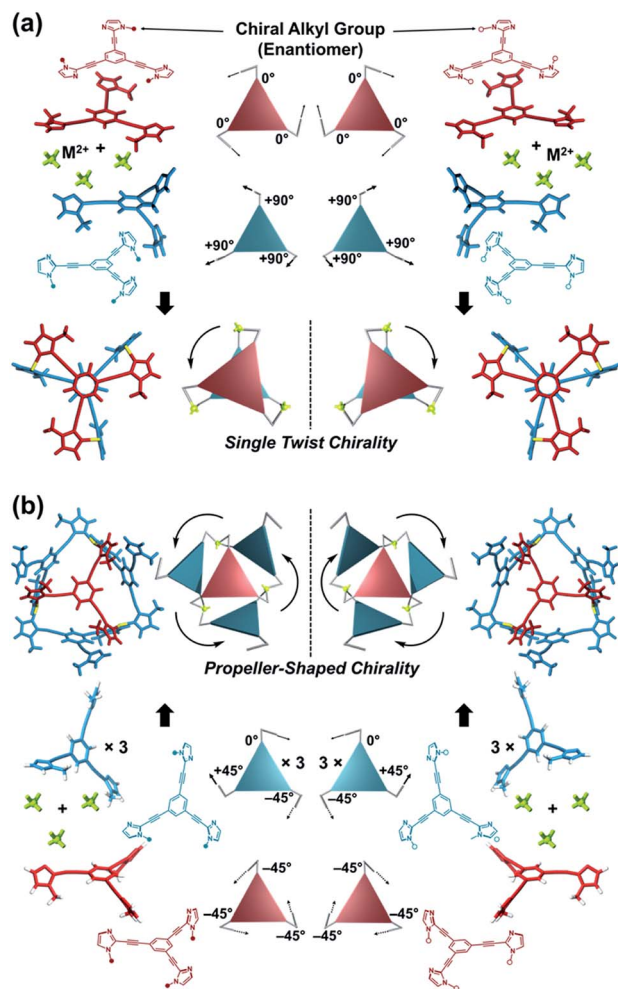 (a)
Chiral Alkyl Group
(Enantiomer)
N
N
N
N
N
N
N
N
N
N
N
N
0° 0°
0° 0° 0° 0°
M²⁺ + + M²⁺
+90° +90°
+90° +90° +90° +90°
N
N
N
N
N
N
N
N
N
N
N
N
Single Twist Chirality
(b)
Propeller-Shaped Chirality
× 3 0° × 3 3 × 0° 3 ×
+45° –45° –45° +45°
N
N
N
N
N
N
N
N
N
N
N
N
+ +
–45° –45°
–45° –45° –45° –45°
N
N
N
N
N
N
N
N
N
N
N
N